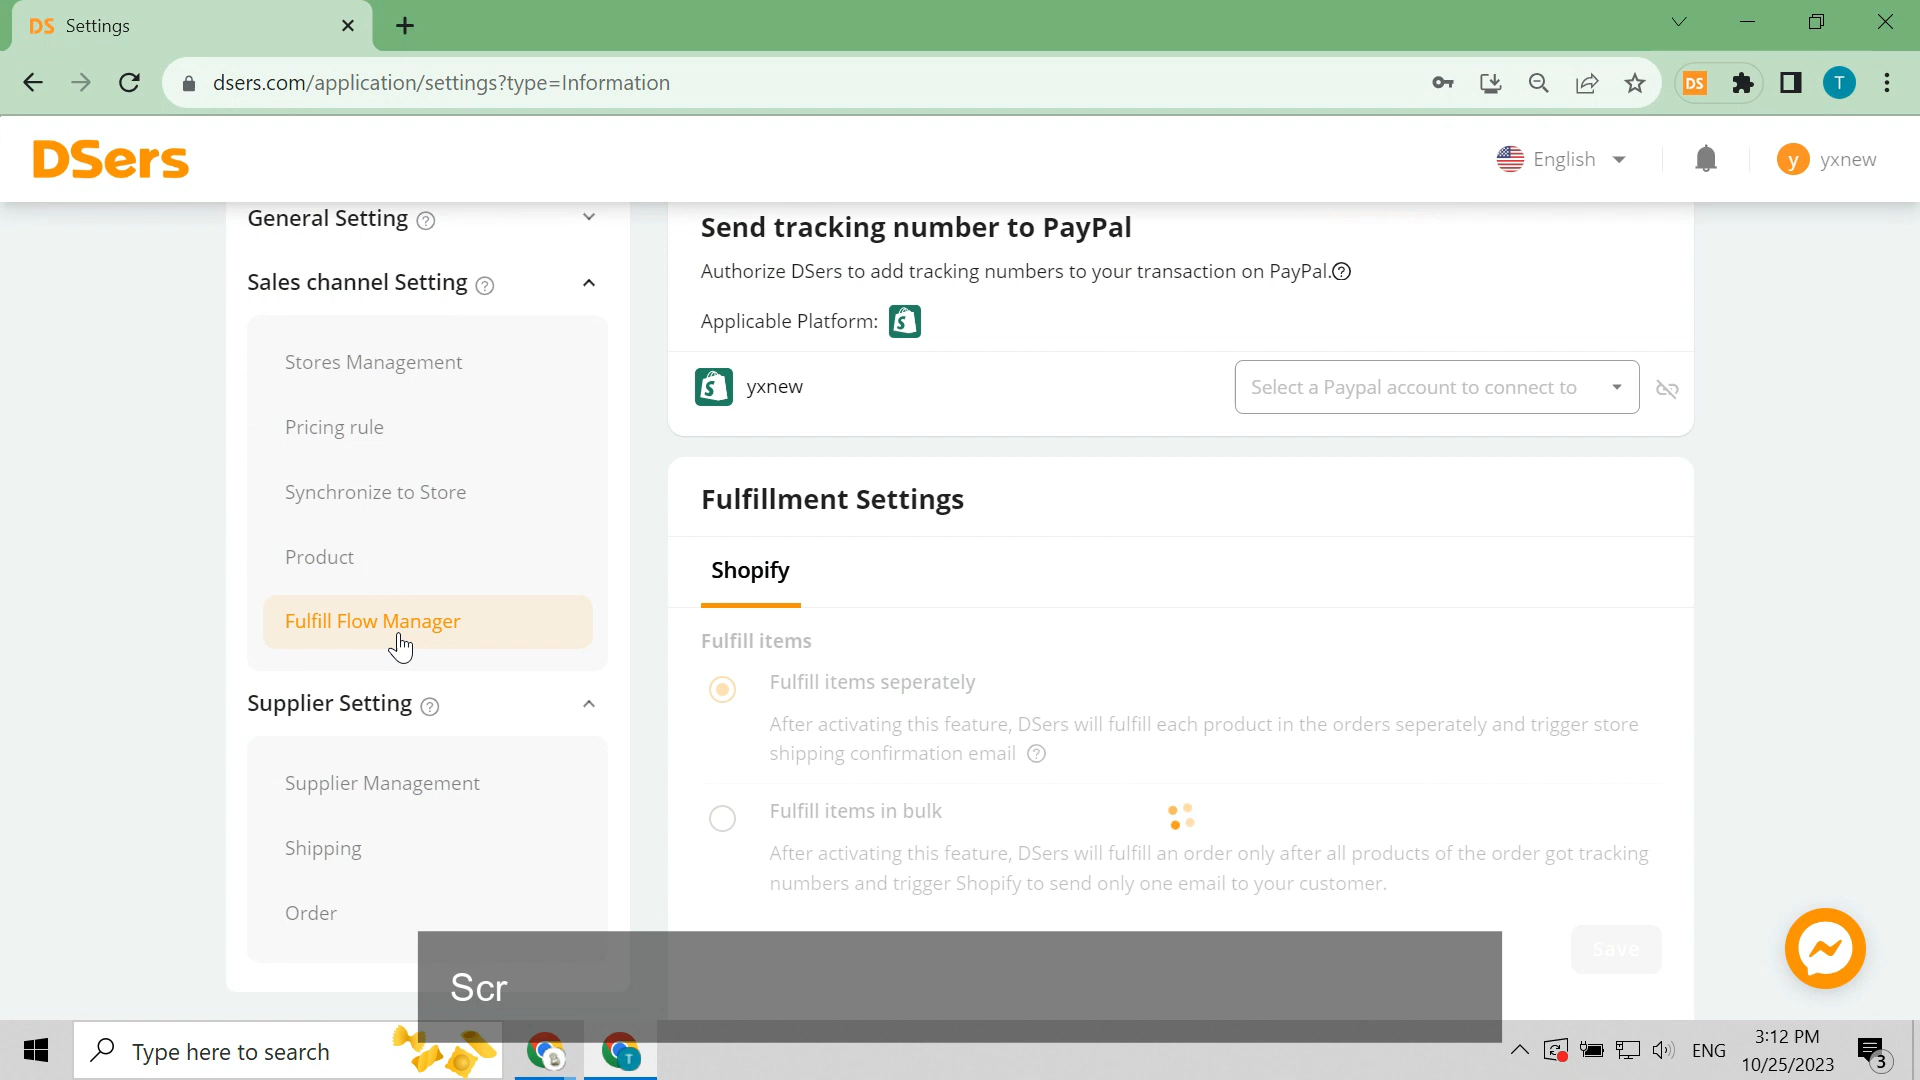 DS Settings
dsers.com/application/settings?type=Information
DS
T
DSers
English
y yxnew
General Setting ?
Sales channel Setting ?
Stores Management
Pricing rule
Synchronize to Store
Product
Fulfill Flow Manager
Supplier Setting ?
Supplier Management
Shipping
Order
Send tracking number to PayPal
Authorize DSers to add tracking numbers to your transaction on PayPal.?
Applicable Platform:
yxnew
Select a Paypal account to connect to
Fulfillment Settings
Shopify
Fulfill items
Fulfill items seperately
After activating this feature, DSers will fulfill each product in the orders seperately and trigger store
shipping confirmation email ?
Fulfill items in bulk
After activating this feature, DSers will fulfill an order only after all products of the order got tracking
numbers and trigger Shopify to send only one email to your customer.
Save
Scr
Type here to search
T
ENG
3:12 PM
10/25/2023
3